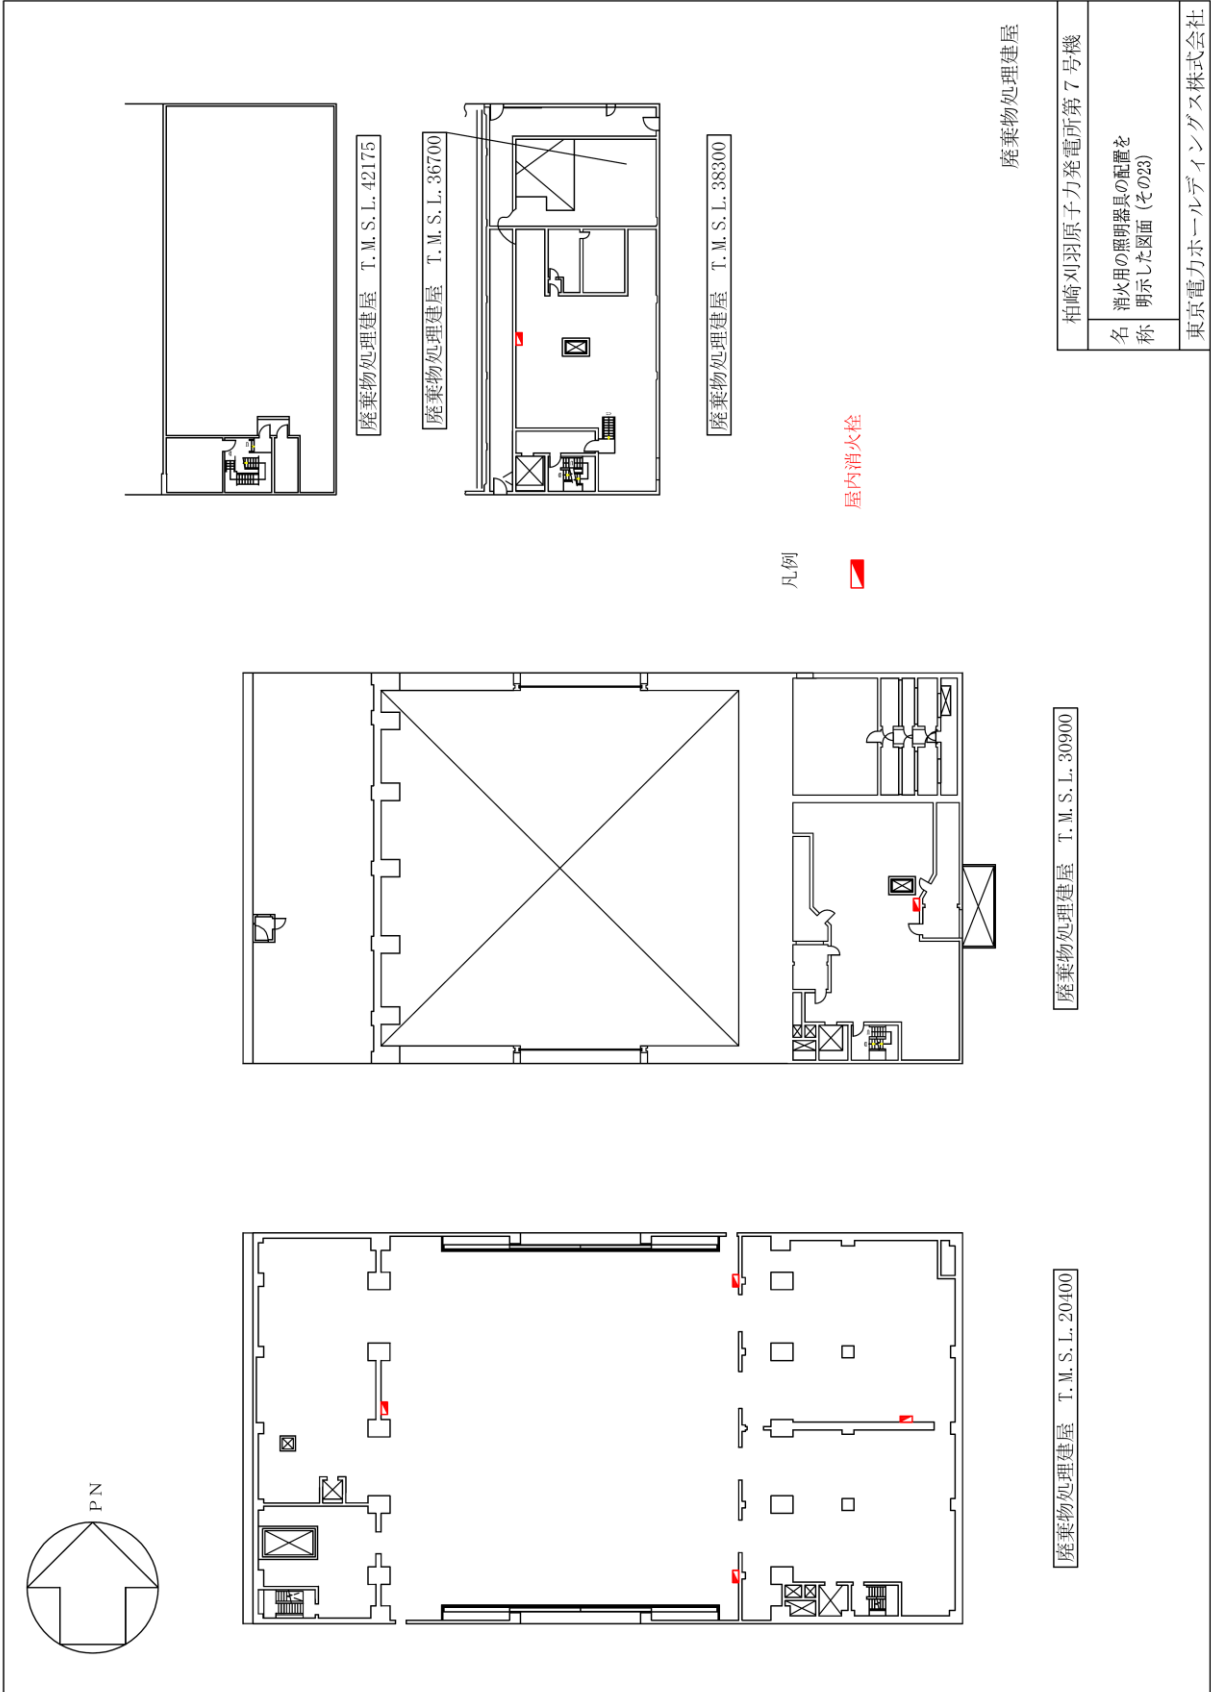 廃棄物処理建屋 T.M.S.L.42175
廃棄物処理建屋 T.M.S.L.36700
廃棄物処理建屋 T.M.S.L.38300
凡例
屋内消火栓
廃棄物処理建屋 T.M.S.L.30900
PN
廃棄物処理建屋 T.M.S.L.20400
廃棄物処理建屋
柏崎刈羽原子力発電所第7号機
名称
消火用の照明器具の配置を
明示した図面 (その23)
東京電力ホールディングス株式会社